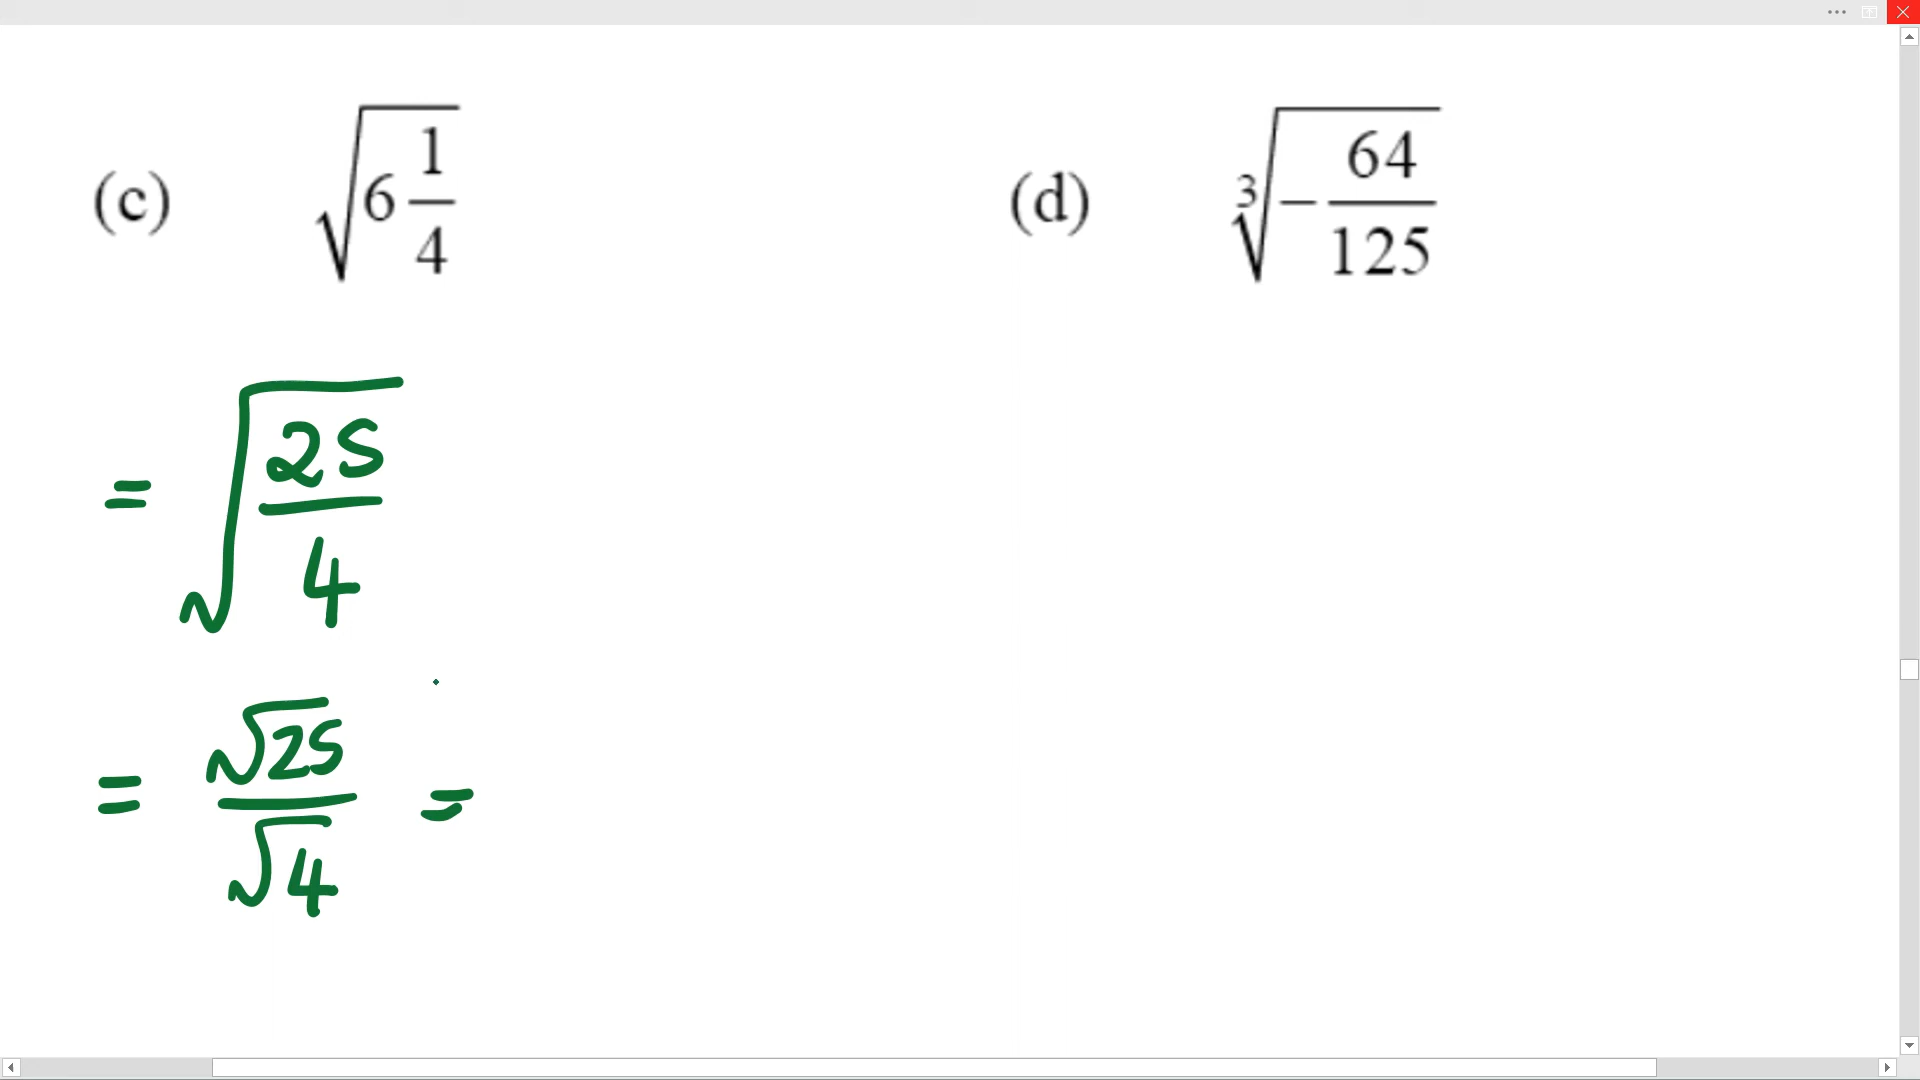 (c) √(6 1/4)
(d) ∛(− 64/125)
= √(25/4)
= √25/√4 =